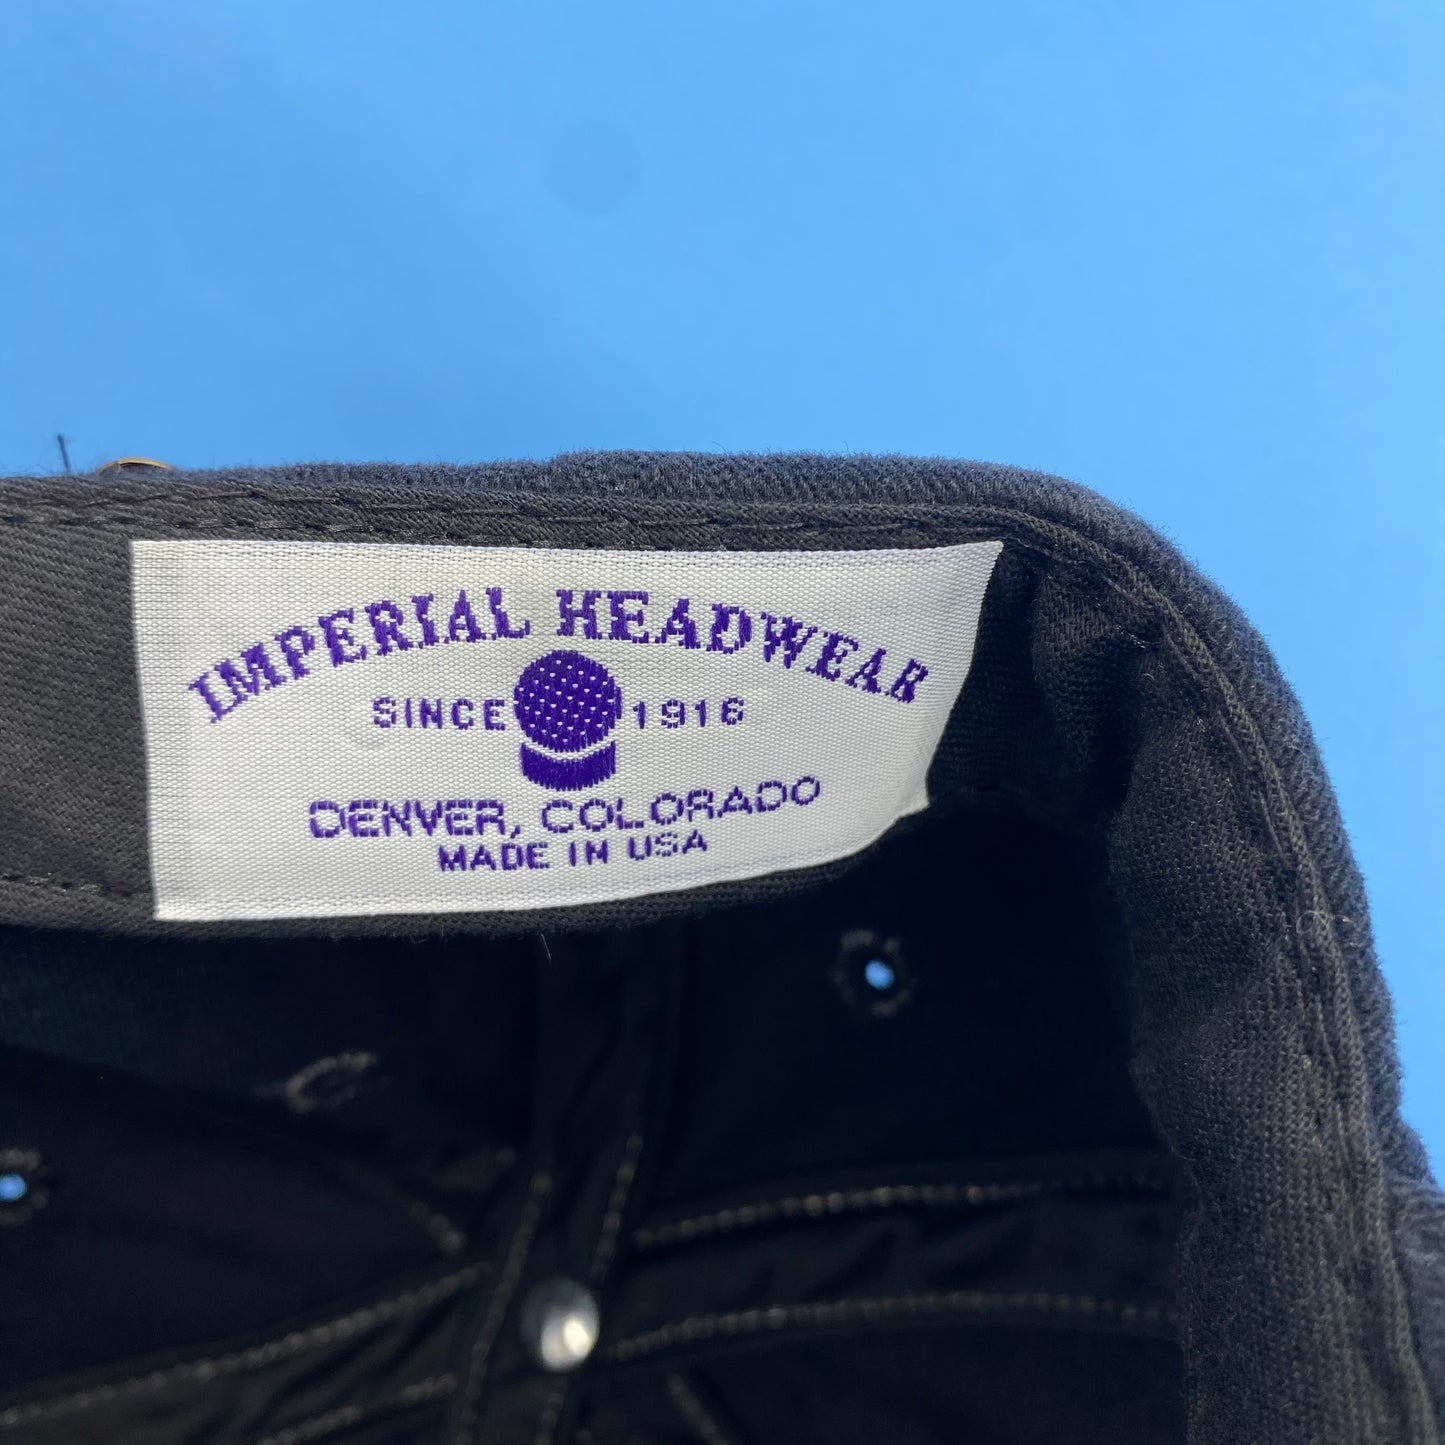 IMPERIAL HEADWEAR
SINCE 1916
DENVER, COLORADO
MADE IN USA